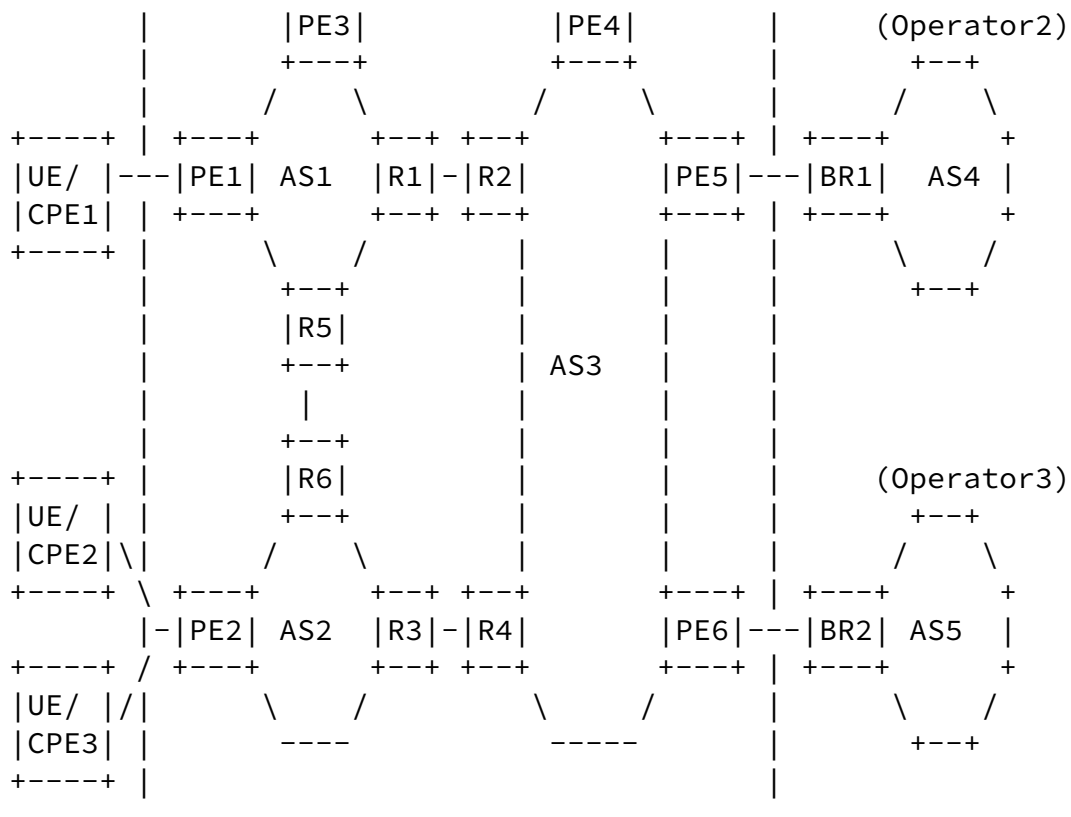 PE3 PE4 (Operator2)
UE/ PE1 AS1 R1 R2 PE5 BR1 AS4
CPE1
R5
AS3
R6 (Operator3)
UE/
CPE2
PE2 AS2 R3 R4 PE6 BR2 AS5
UE/
CPE3